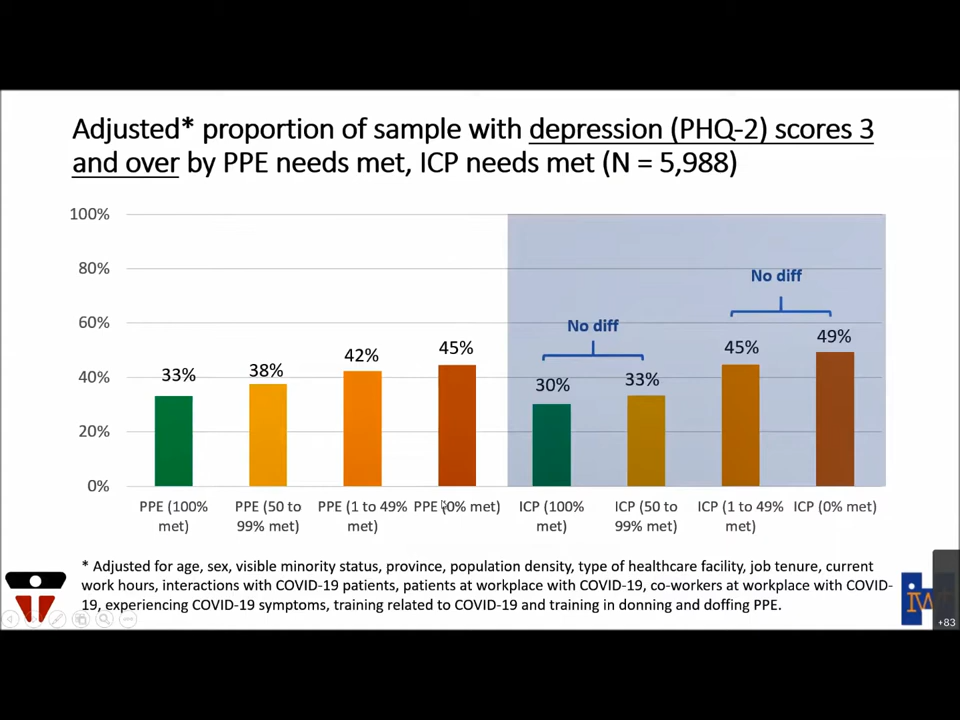 Adjusted* proportion of sample with depression (PHQ-2) scores 3
and over by PPE needs met, ICP needs met (N = 5,988)
100%
80%
60%
40%
20%
0%
33%
38%
42%
45%
No diff
30%
33%
No diff
45%
49%
PPE (100%
met)
PPE (50 to
99% met)
PPE (1 to 49%
met)
PPE (0% met)
ICP (100%
met)
ICP (50 to
99% met)
ICP (1 to 49%
met)
ICP (0% met)
* Adjusted for age, sex, visible minority status, province, population density, type of healthcare facility, job tenure, current
work hours, interactions with COVID-19 patients, patients at workplace with COVID-19, co-workers at workplace with COVID-
19, experiencing COVID-19 symptoms, training related to COVID-19 and training in donning and doffing PPE.
+83